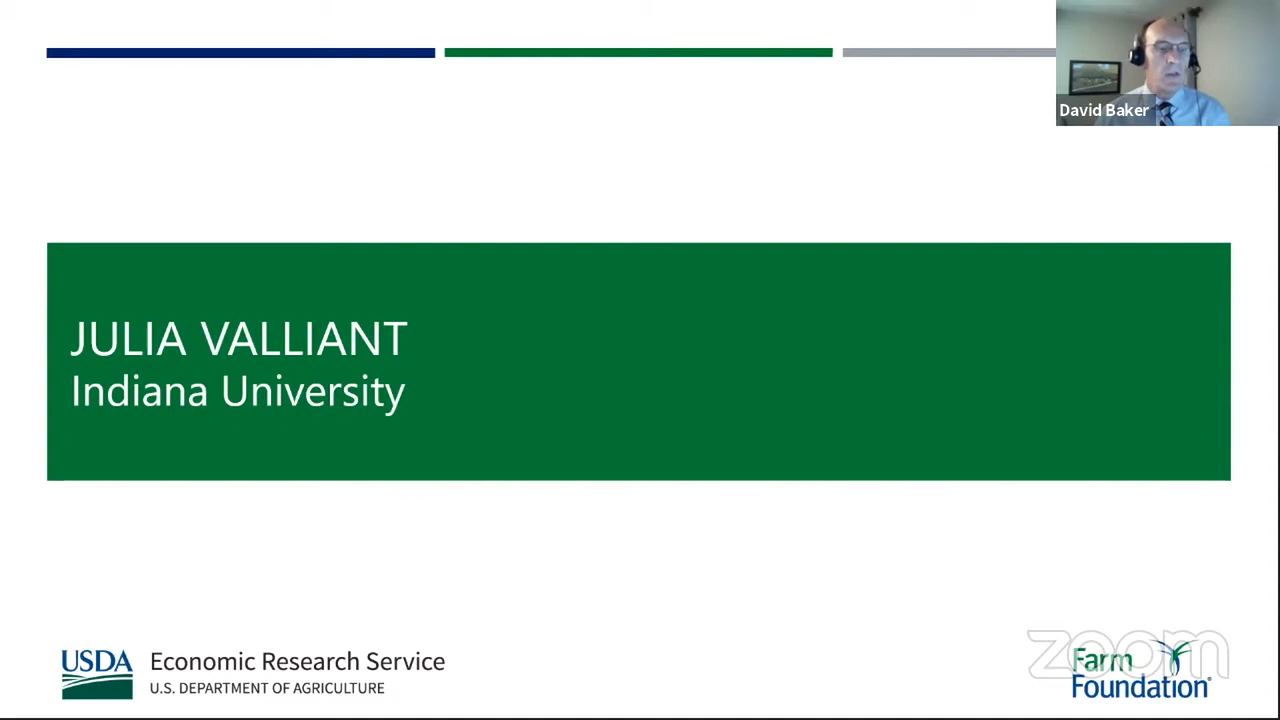 David Baker
JULIA VALLIANT
Indiana University
USDA
Economic Research Service
U.S. DEPARTMENT OF AGRICULTURE
zoom
Farm
Foundation®